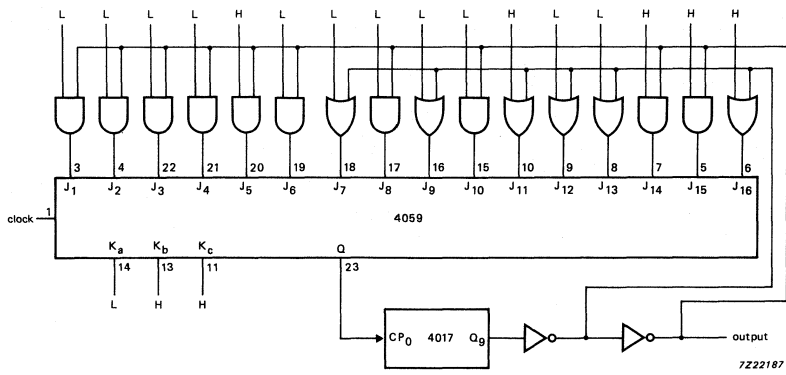 L L L L H L L L L L H L L H H H
3 4 22 21 20 19 18 17 16 15 10 9 8 7 5 6
J1 J2 J3 J4 J5 J6 J7 J8 J9 J10 J11 J12 J13 J14 J15 J16
clock 1 4059
Ka Kb Kc Q
14 13 11 23
L H H
CP0 4017 Q9 output
7Z22187